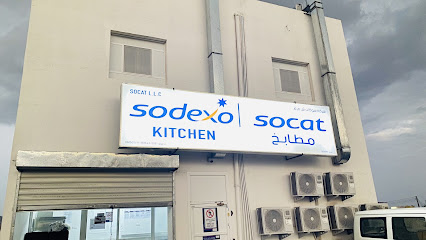 SOCAT L.L.C
sodexo socat
KITCHEN مطابخ